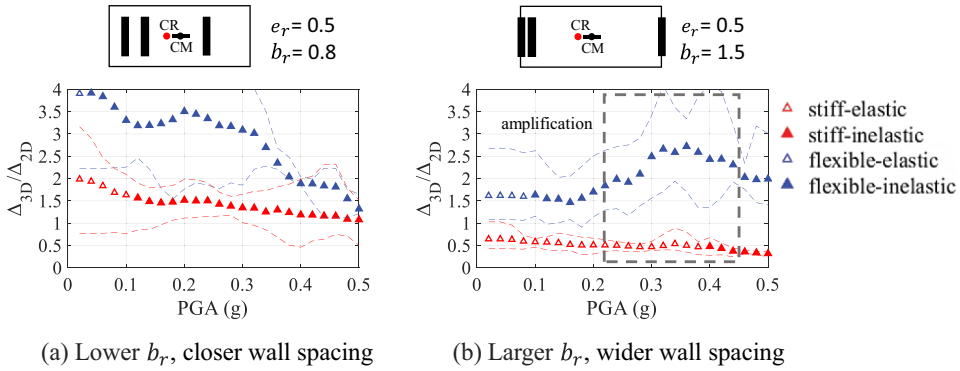 CR
CM
e_r = 0.5
b_r = 0.8
CR
CM
e_r = 0.5
b_r = 1.5
Δ_3D/Δ_2D
4
3.5
3
2.5
2
1.5
1
0.5
0
0 0.1 0.2 0.3 0.4 0.5
PGA (g)
Δ_3D/Δ_2D
4
3.5
3
2.5
2
1.5
1
0.5
0
amplification
0 0.1 0.2 0.3 0.4 0.5
PGA (g)
stiff-elastic
stiff-inelastic
flexible-elastic
flexible-inelastic
(a) Lower b_r, closer wall spacing
(b) Larger b_r, wider wall spacing